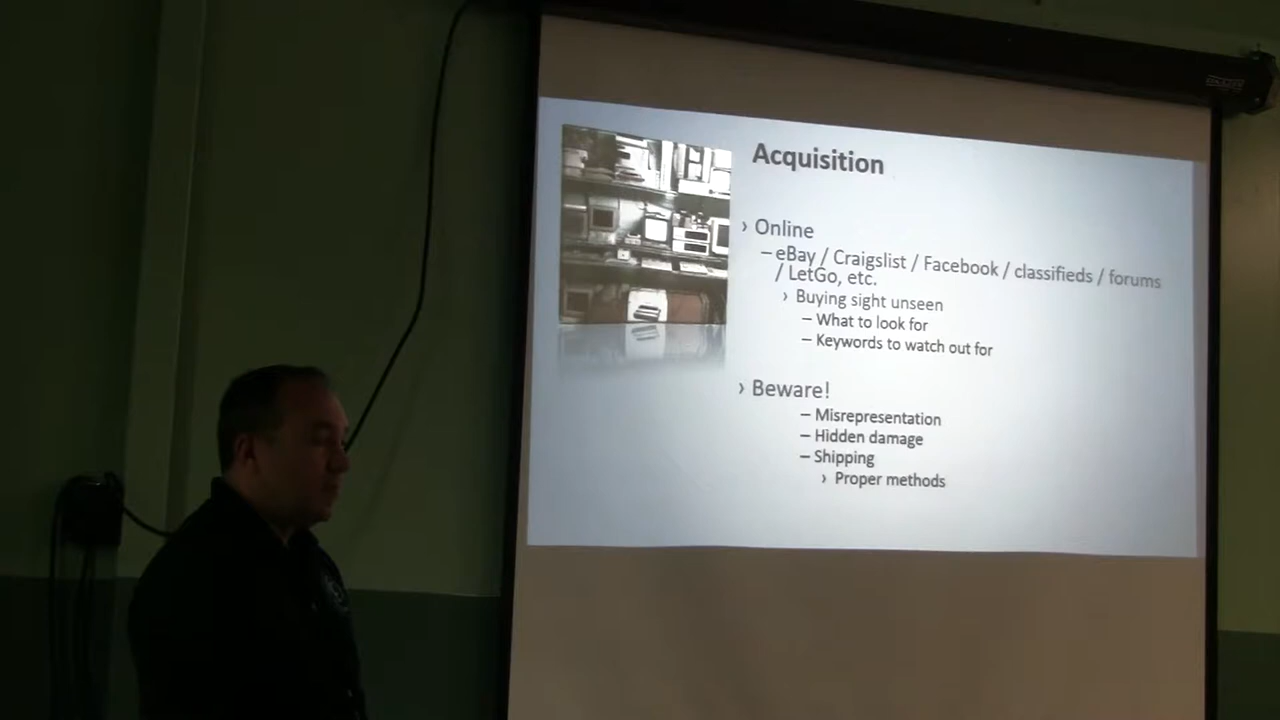 Acquisition
› Online
– eBay / Craigslist / Facebook / classifieds / forums
/ LetGo, etc.
› Buying sight unseen
– What to look for
– Keywords to watch out for
› Beware!
– Misrepresentation
– Hidden damage
– Shipping
› Proper methods